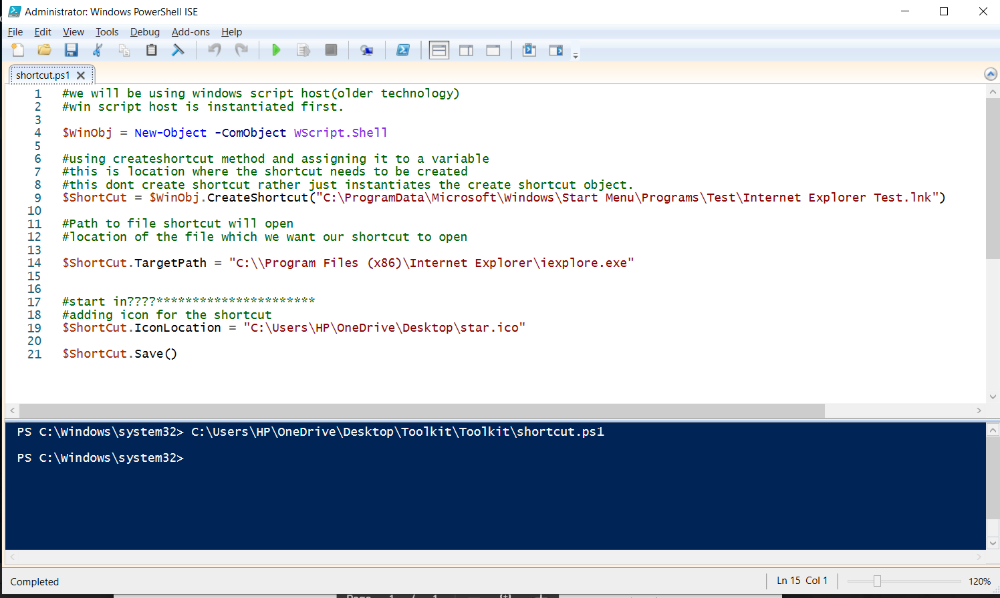 Administrator: Windows PowerShell ISE
File Edit View Tools Debug Add-ons Help
shortcut.ps1
1 #we will be using windows script host(older technology)
2 #win script host is instantiated first.
3
4 $WinObj = New-Object -ComObject WScript.Shell
5
6 #using createshortcut method and assigning it to a variable
7 #this is location where the shortcut needs to be created
8 #this dont create shortcut rather just instantiates the create shortcut object.
9 $ShortCut = $WinObj.CreateShortcut("C:\ProgramData\Microsoft\Windows\Start Menu\Programs\Test\Internet Explorer Test.lnk")
10
11 #Path to file shortcut will open
12 #location of the file which we want our shortcut to open
13
14 $ShortCut.TargetPath = "C:\\Program Files (x86)\Internet Explorer\iexplore.exe"
15
16
17 #start in????**********************
18 #adding icon for the shortcut
19 $ShortCut.IconLocation = "C:\Users\HP\OneDrive\Desktop\star.ico"
20
21 $ShortCut.Save()
PS C:\Windows\system32> C:\Users\HP\OneDrive\Desktop\Toolkit\Toolkit\shortcut.ps1
PS C:\Windows\system32>
Completed
Ln 15 Col 1
120%